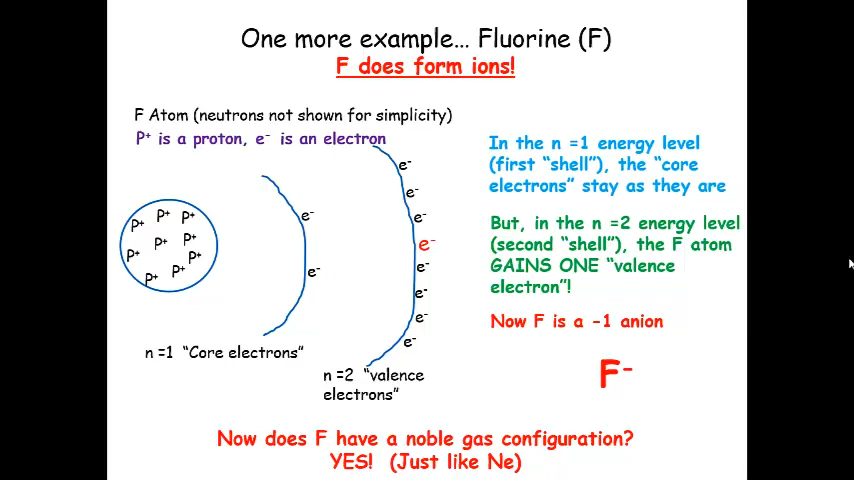 One more example… Fluorine (F)
F does form ions!
F Atom (neutrons not shown for simplicity)
P⁺ is a proton, e⁻ is an electron
P⁺ P⁺ P⁺
P⁺ P⁺ P⁺
P⁺ P⁺ P⁺
e⁻
e⁻
n =1 “Core electrons”
e⁻
e⁻
e⁻
e⁻
e⁻
e⁻
e⁻
e⁻
n =2 “valence
electrons”
In the n =1 energy level
(first “shell”), the “core
electrons” stay as they are
But, in the n =2 energy level
(second “shell”), the F atom
GAINS ONE “valence
electron”!
Now F is a -1 anion
F⁻
Now does F have a noble gas configuration?
YES! (Just like Ne)